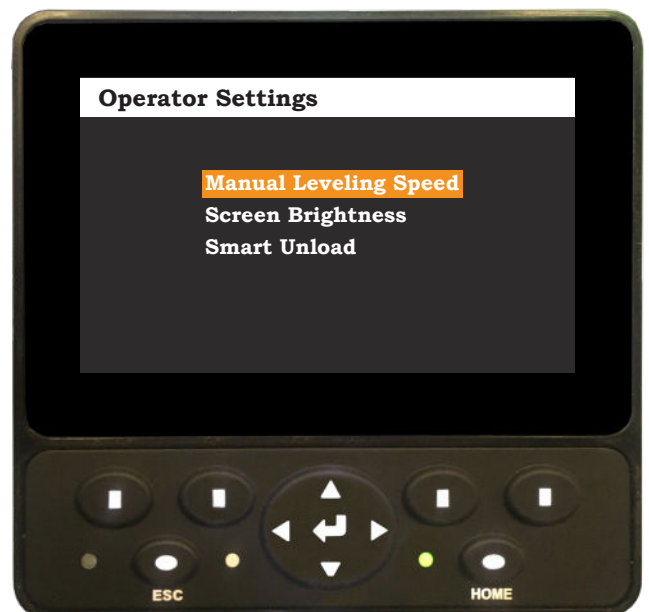 Operator Settings
Manual Leveling Speed
Screen Brightness
Smart Unload
ESC
HOME